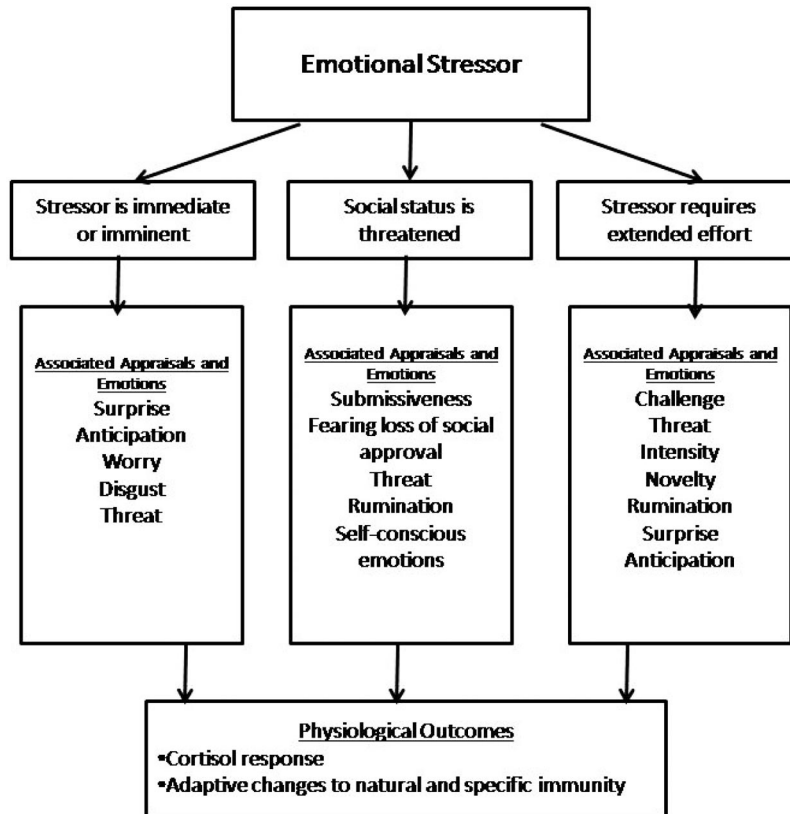 Emotional Stressor
Stressor is immediate
or imminent
Social status is
threatened
Stressor requires
extended effort
Associated Appraisals and
Emotions
Surprise
Anticipation
Worry
Disgust
Threat
Associated Appraisals and
Emotions
Submissiveness
Fearing loss of social
approval
Threat
Rumination
Self-conscious
emotions
Associated Appraisals and
Emotions
Challenge
Threat
Intensity
Novelty
Rumination
Surprise
Anticipation
Physiological Outcomes
•Cortisol response
•Adaptive changes to natural and specific immunity